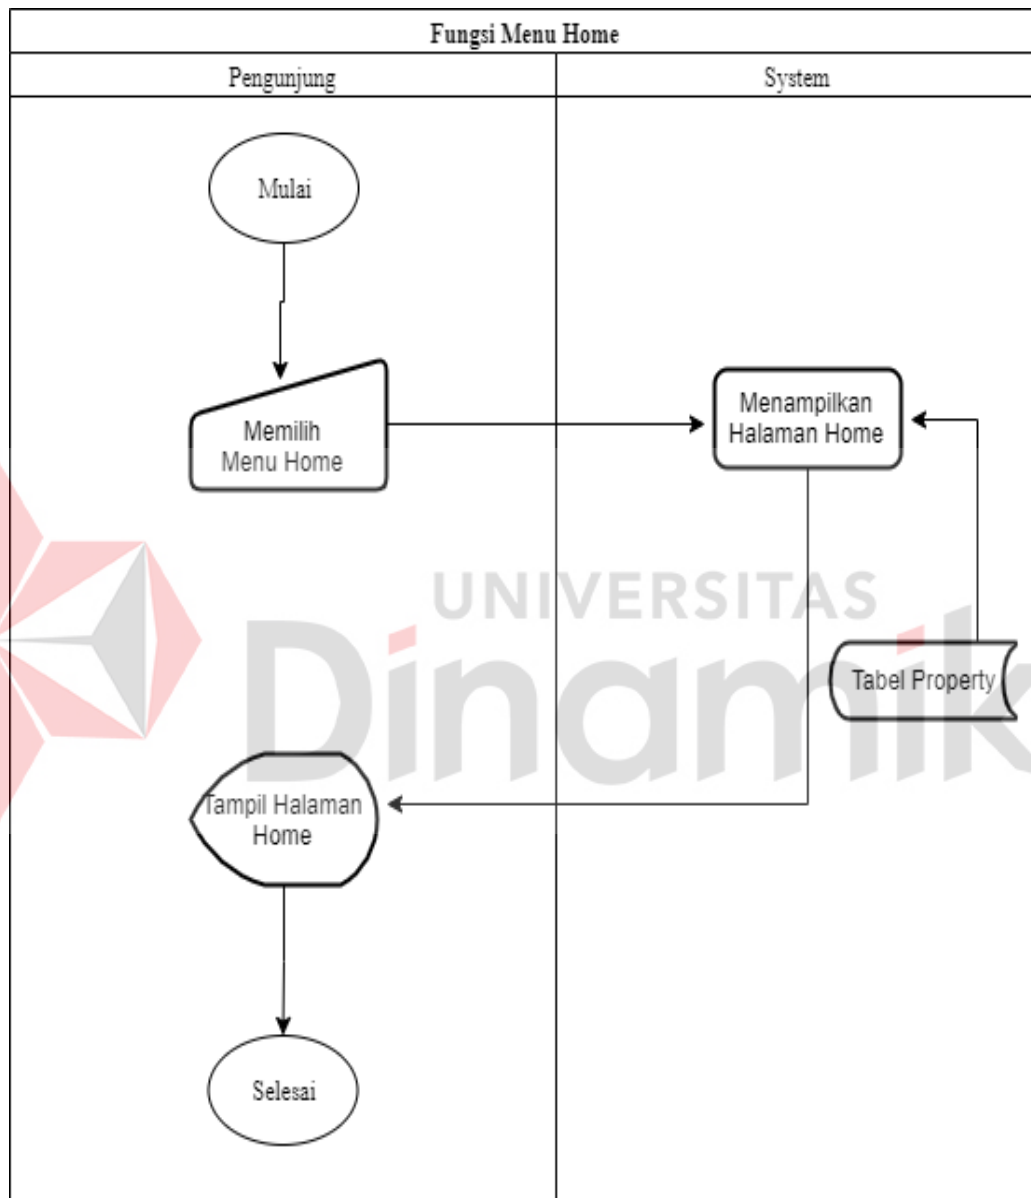 Fungsi Menu Home
Pengunjung
System
Mulai
Memilih
Menu Home
Menampilkan
Halaman Home
UNIVERSITAS
Dinamik
Tabel Property
Tampil Halaman
Home
Selesai